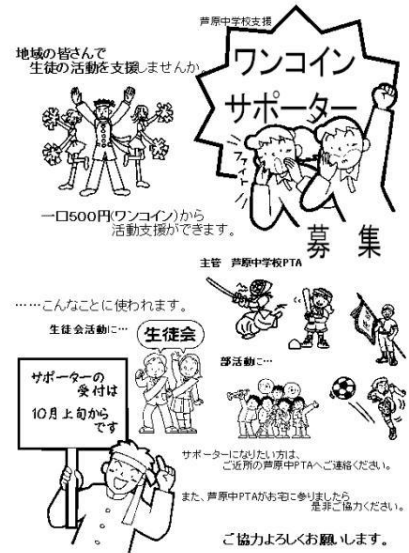 芦原中学校支援
ワンコイン
サポーター
ファイト
募 集
地域の皆さんで
生徒の活動を支援しませんか
一口500円(ワンコイン)から
活動支援ができます。
主管 芦原中学校PTA
……こんなことに使われます。
生徒会活動に…
生徒会
部活動に…
サポーターの
受付は
10月上旬から
です
サポーターになりたい方は、
ご近所の芦原中PTAへご連絡ください。
また、芦原中PTAがお宅に参りましたら
是非ご協力ください。
ご協力よろしくお願いします。